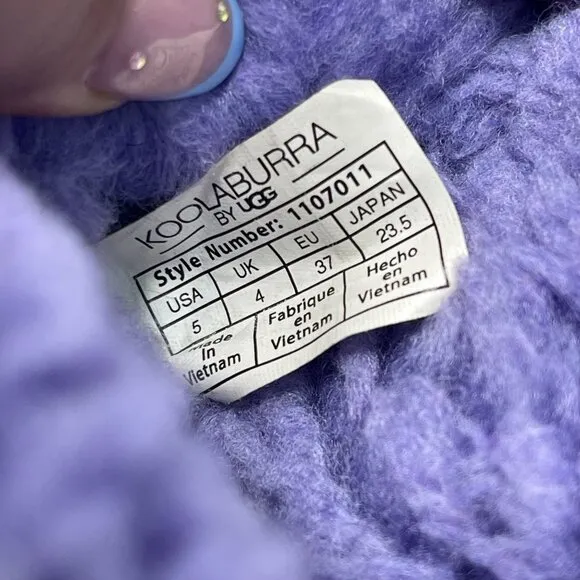 KOOLABURRA
BY UGG
Style Number: 1107011
USA UK EU JAPAN
5 4 37 23.5
Made in Vietnam
Fabrique en Vietnam
Hecho en Vietnam